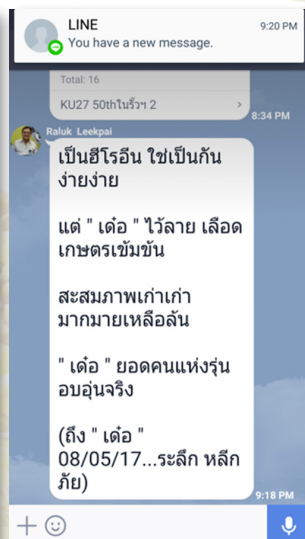 LINE
9:20 PM
You have a new message.
Total: 16
KU27 50thในรั้วฯ 2
8:34 PM
Raluk Leekpai
เป็นฮีโรอีน ใช่เป็นกัน
ง่ายง่าย
แต่ " เด๋อ " ไว้ลาย เลือด
เกษตรเข้มข้น
สะสมภาพเก่าเก่า
มากมายเหลือล้น
" เด๋อ " ยอดคนแห่งรุ่น
อบอุ่นจริง
(ถึง " เด๋อ "
08/05/17...ระลึก หลีก
ภัย)
9:18 PM